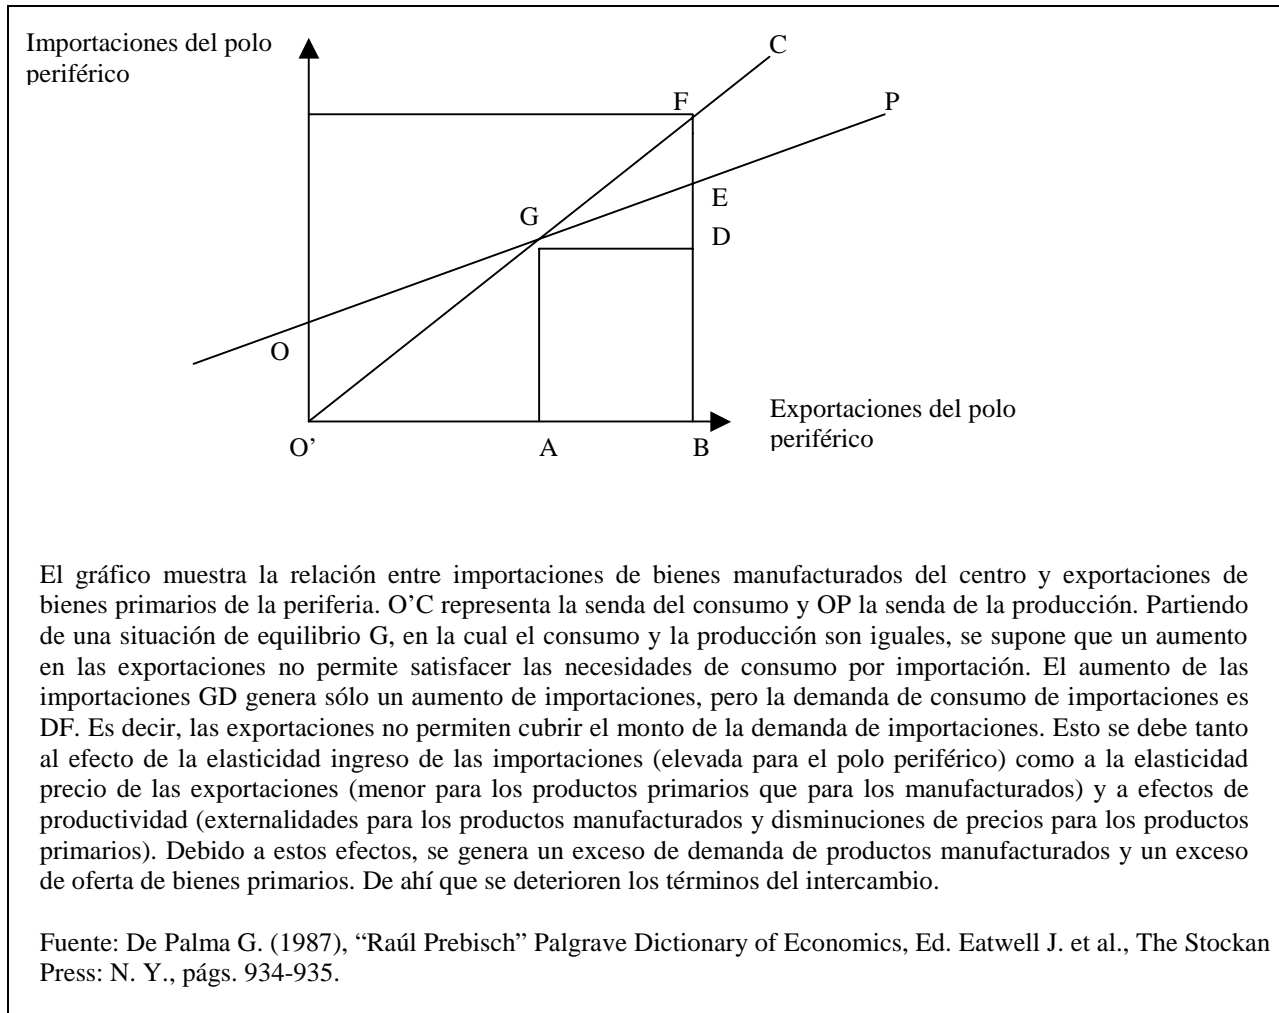 Importaciones del polo
periférico
C
F
P
E
G
D
O
Exportaciones del polo
periférico
O’
A
B
El gráfico muestra la relación entre importaciones de bienes manufacturados del centro y exportaciones de
bienes primarios de la periferia. O’C representa la senda del consumo y OP la senda de la producción. Partiendo
de una situación de equilibrio G, en la cual el consumo y la producción son iguales, se supone que un aumento
en las exportaciones no permite satisfacer las necesidades de consumo por importación. El aumento de las
importaciones GD genera sólo un aumento de importaciones, pero la demanda de consumo de importaciones es
DF. Es decir, las exportaciones no permiten cubrir el monto de la demanda de importaciones. Esto se debe tanto
al efecto de la elasticidad ingreso de las importaciones (elevada para el polo periférico) como a la elasticidad
precio de las exportaciones (menor para los productos primarios que para los manufacturados) y a efectos de
productividad (externalidades para los productos manufacturados y disminuciones de precios para los productos
primarios). Debido a estos efectos, se genera un exceso de demanda de productos manufacturados y un exceso
de oferta de bienes primarios. De ahí que se deterioren los términos del intercambio.
Fuente: De Palma G. (1987), “Raúl Prebisch” Palgrave Dictionary of Economics, Ed. Eatwell J. et al., The Stockan
Press: N. Y., págs. 934-935.